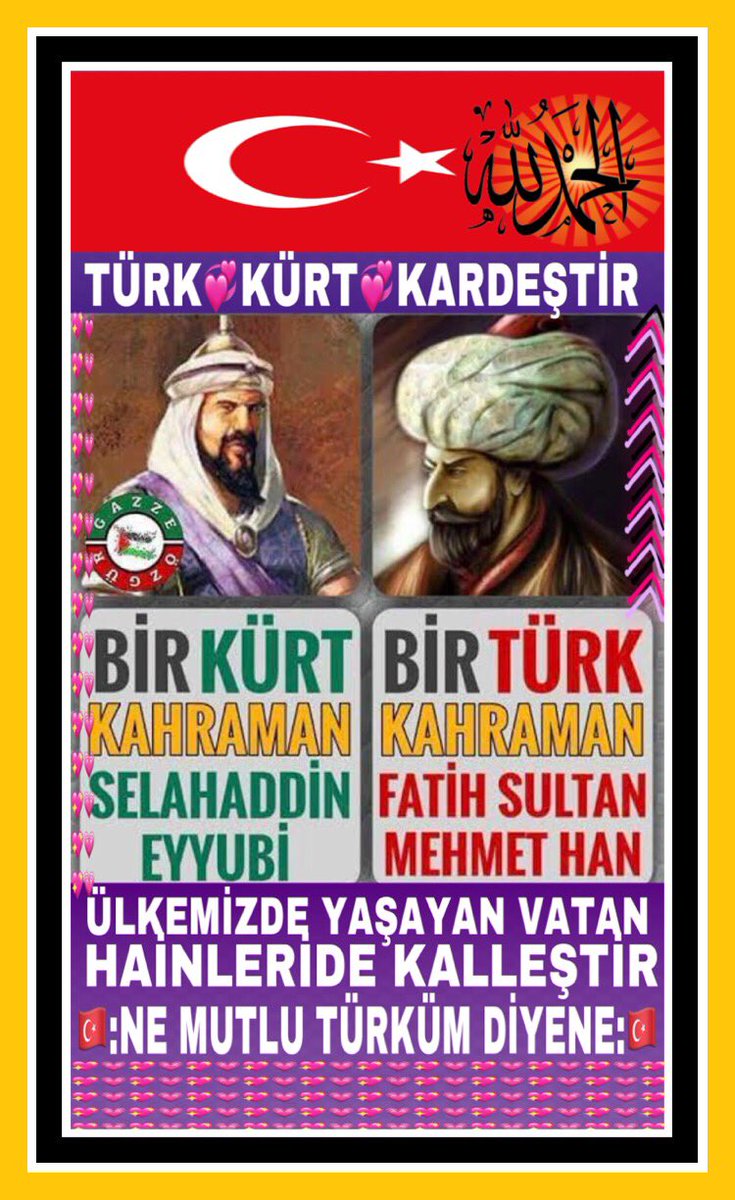 الحمد لله
TÜRK💞KÜRT💞KARDEŞTİR
GAZZE
ÖZGÜR
BİR KÜRT
KAHRAMAN
SELAHADDİN
EYYUBİ
BİR TÜRK
KAHRAMAN
FATİH SULTAN
MEHMET HAN
ÜLKEMİZDE YAŞAYAN VATAN
HAİNLERİDE KALLEŞTİR
🇹🇷;NE MUTLU TÜRKÜM DİYENE;🇹🇷